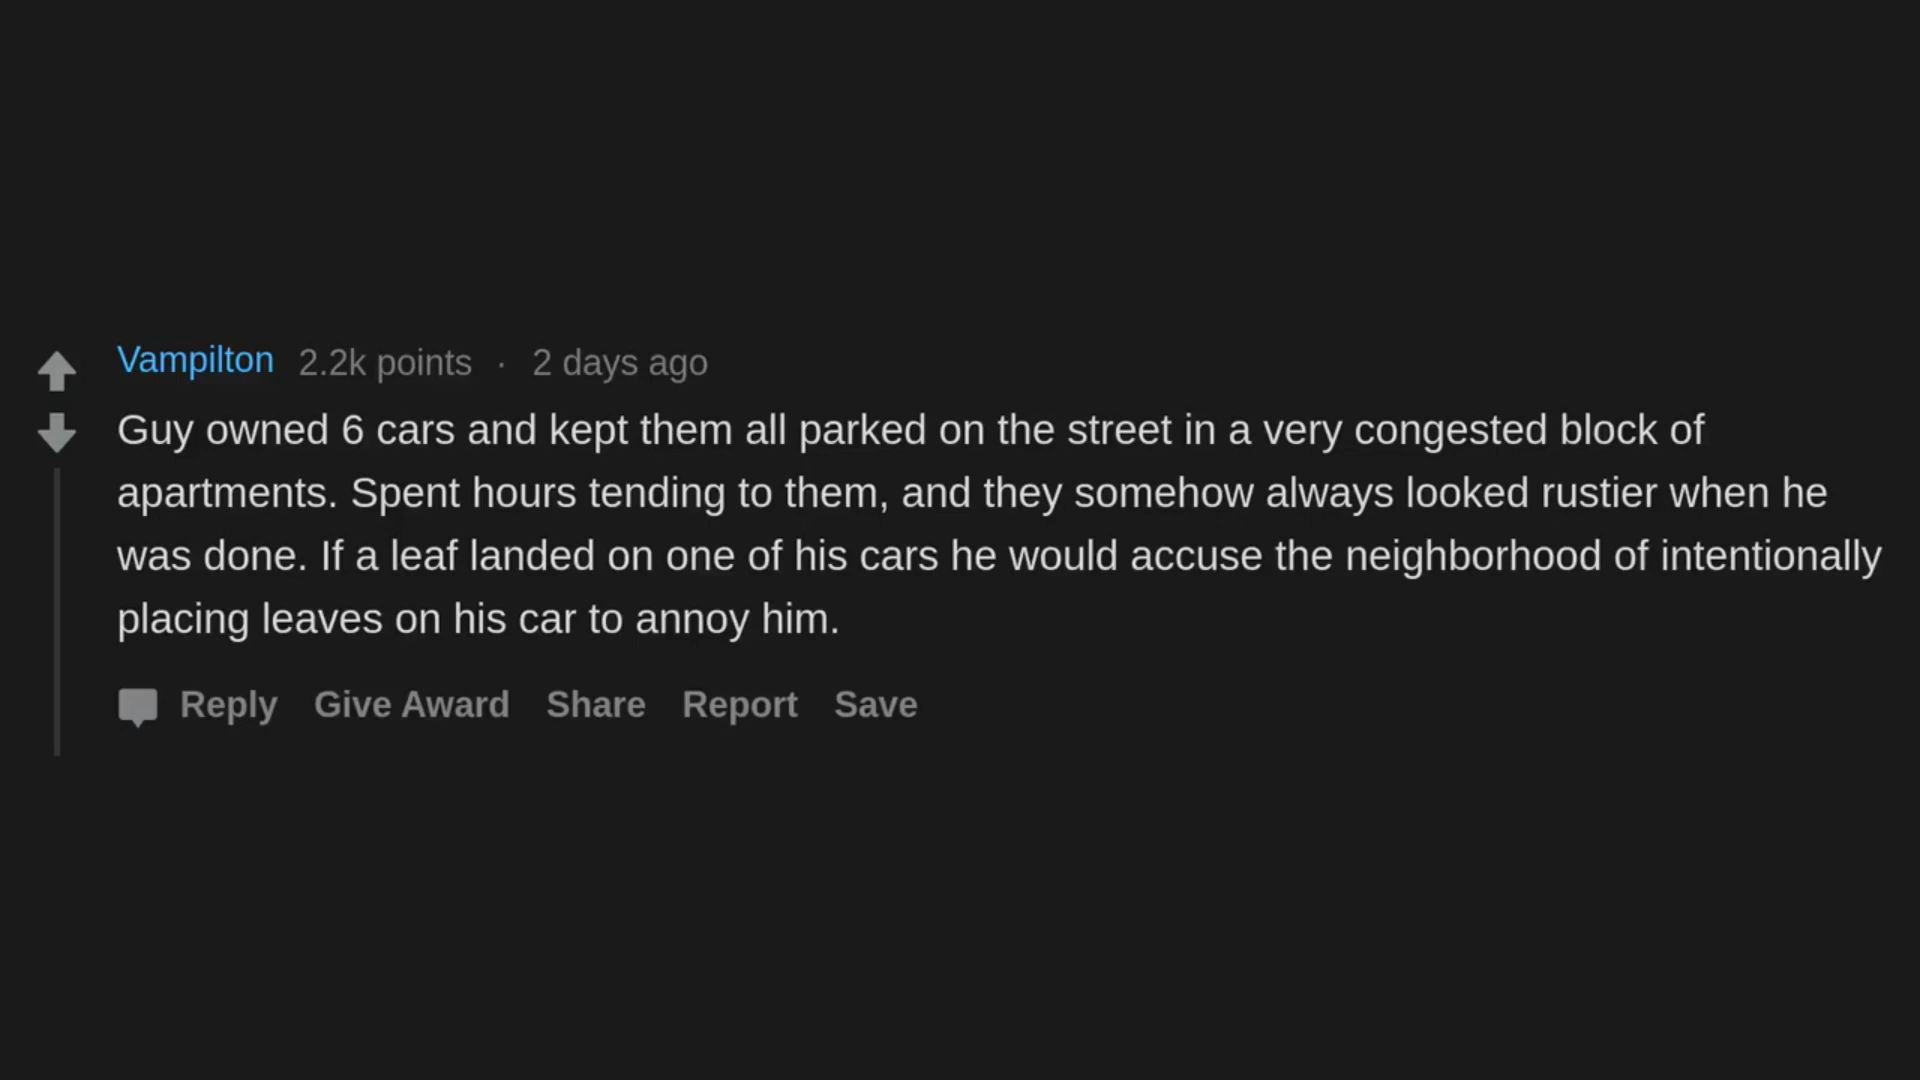 Vampilton 2.2k points · 2 days ago
Guy owned 6 cars and kept them all parked on the street in a very congested block of
apartments. Spent hours tending to them, and they somehow always looked rustier when he
was done. If a leaf landed on one of his cars he would accuse the neighborhood of intentionally
placing leaves on his car to annoy him.
Reply Give Award Share Report Save